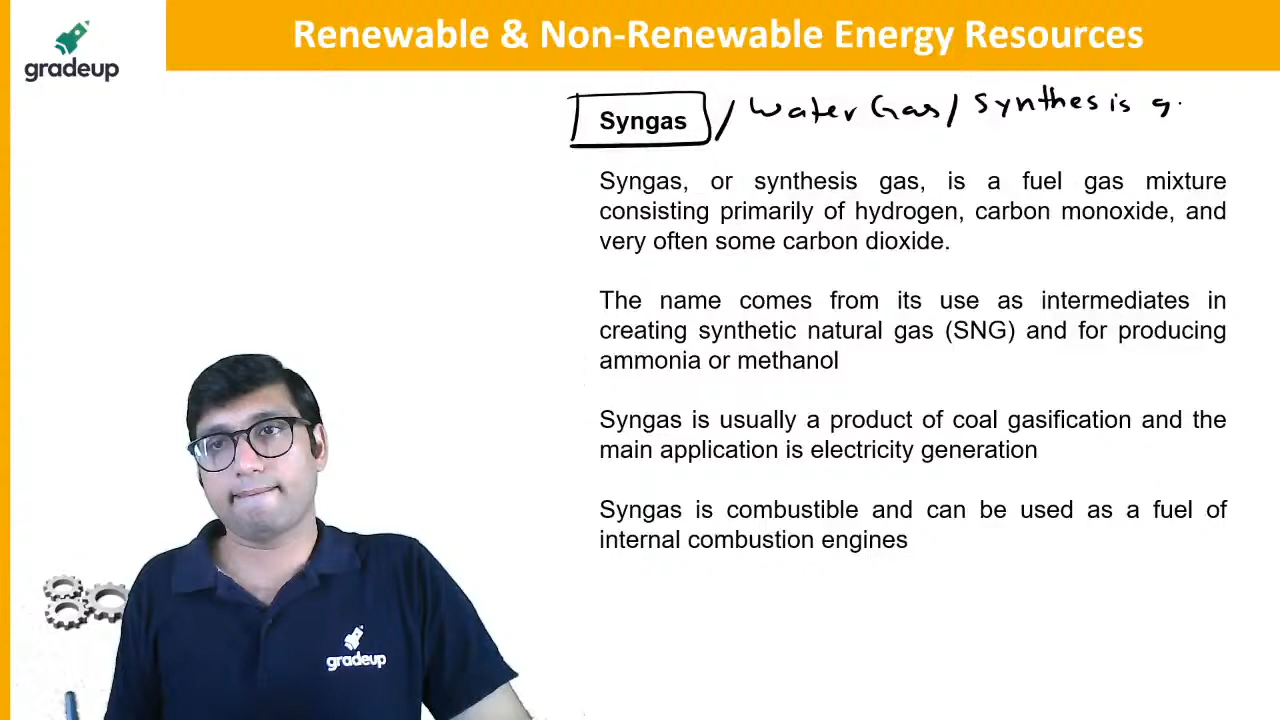 Renewable & Non-Renewable Energy Resources
gradeup
Syngas / Water Gas / Synthesis g
Syngas, or synthesis gas, is a fuel gas mixture
consisting primarily of hydrogen, carbon monoxide, and
very often some carbon dioxide.
The name comes from its use as intermediates in
creating synthetic natural gas (SNG) and for producing
ammonia or methanol
Syngas is usually a product of coal gasification and the
main application is electricity generation
Syngas is combustible and can be used as a fuel of
internal combustion engines
gradeup